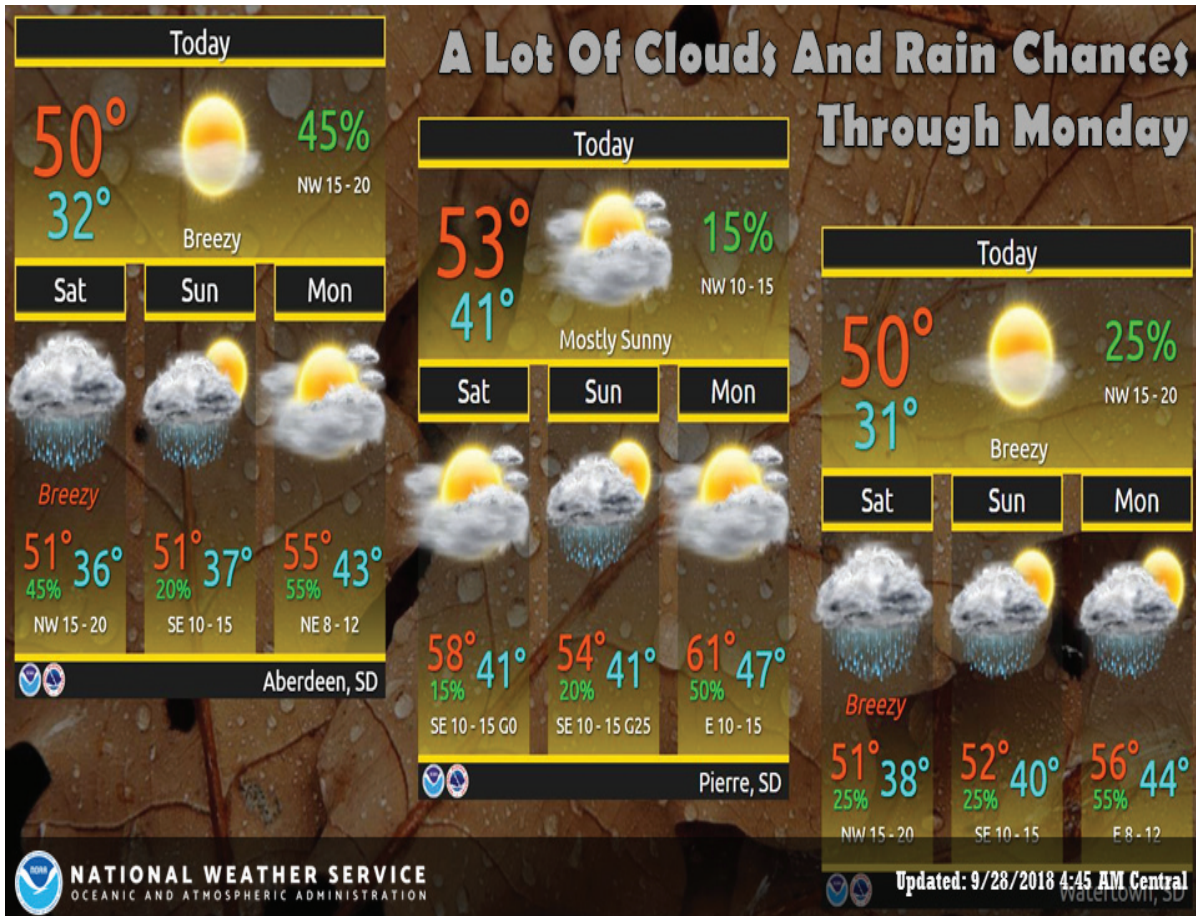 A Lot Of Clouds And Rain Chances
Through Monday
Today
50°
32°
45%
NW 15 - 20
Breezy
Sat
Sun
Mon
Breezy
51° 36°
45%
NW 15 - 20
51° 37°
20%
SE 10 - 15
55° 43°
55%
NE 8 - 12
Aberdeen, SD
Today
53°
41°
15%
NW 10 - 15
Mostly Sunny
Sat
Sun
Mon
58° 41°
15%
SE 10 - 15 G0
54° 41°
20%
SE 10 - 15 G25
61° 47°
50%
E 10 - 15
Pierre, SD
Today
50°
31°
25%
NW 15 - 20
Breezy
Sat
Sun
Mon
Breezy
51° 38°
25%
NW 15 - 20
52° 40°
25%
SE 10 - 15
56° 44°
55%
E 8 - 12
Watertown, SD
Updated: 9/28/2018 4:45 AM Central
NOAA
NATIONAL WEATHER SERVICE
OCEANIC AND ATMOSPHERIC ADMINISTRATION